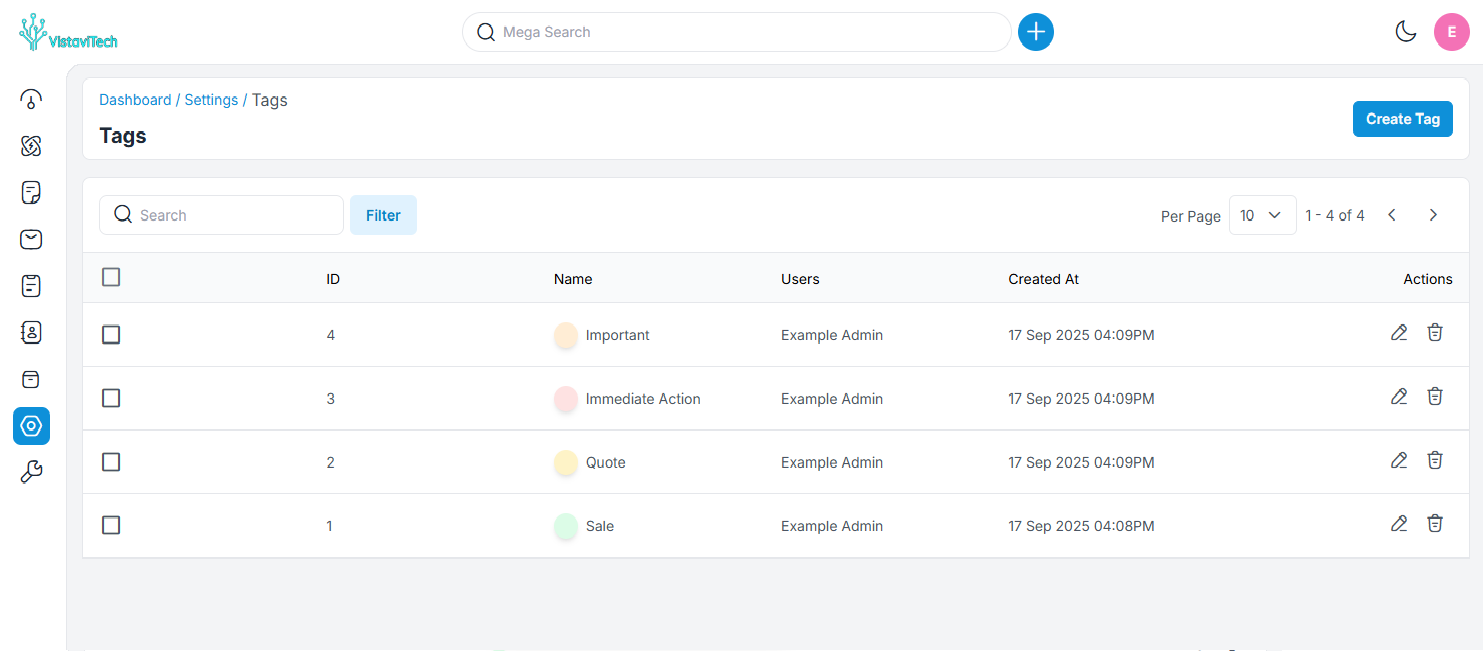 VistaviTech
Mega Search
E
Dashboard / Settings / Tags
Tags
Create Tag
Search
Filter
Per Page
10
1 - 4 of 4
ID Name Users Created At Actions
4 Important Example Admin 17 Sep 2025 04:09PM
3 Immediate Action Example Admin 17 Sep 2025 04:09PM
2 Quote Example Admin 17 Sep 2025 04:09PM
1 Sale Example Admin 17 Sep 2025 04:08PM